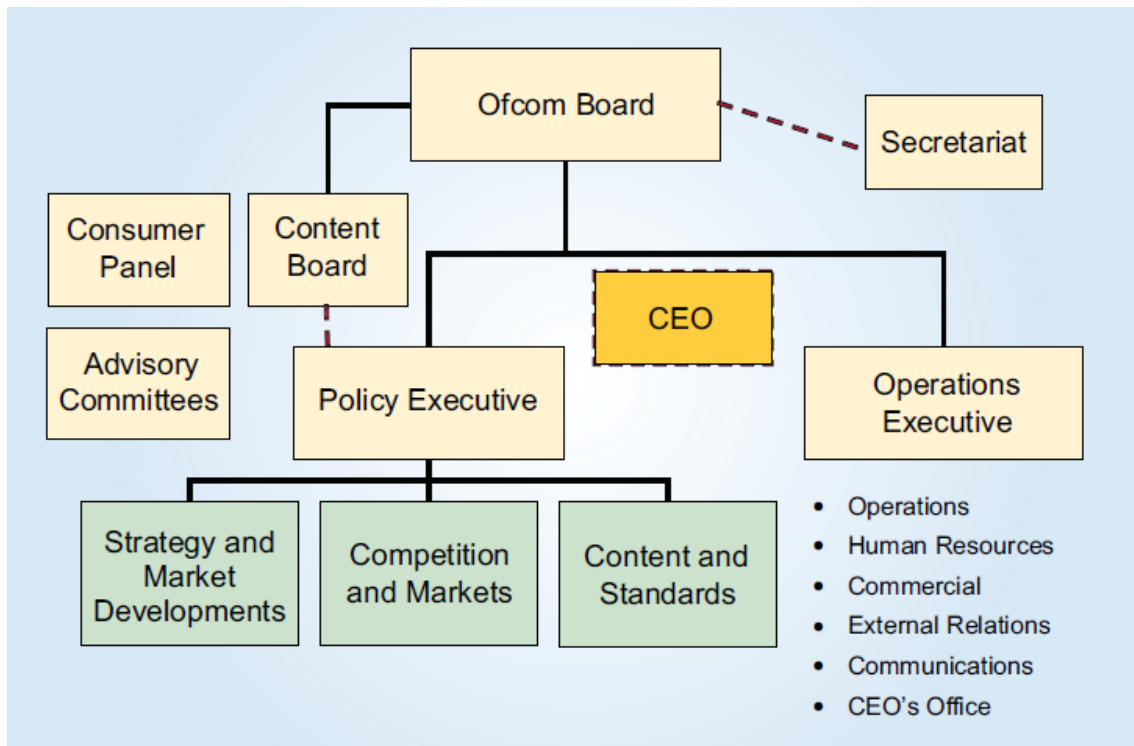 Ofcom Board
Secretariat
Consumer
Panel
Content
Board
CEO
Advisory
Committees
Policy Executive
Operations
Executive
Strategy and
Market
Developments
Competition
and Markets
Content and
Standards
• Operations
• Human Resources
• Commercial
• External Relations
• Communications
• CEO’s Office